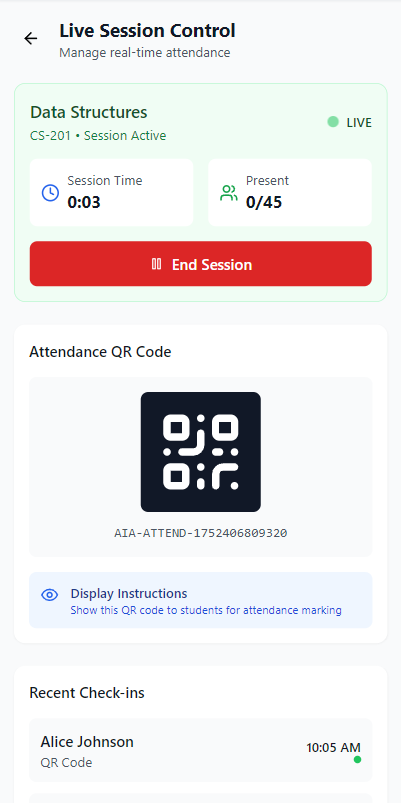 Live Session Control
Manage real-time attendance
Data Structures
CS-201 • Session Active
LIVE
Session Time
0:03
Present
0/45
End Session
Attendance QR Code
AIA-ATTEND-1752406809320
Display Instructions
Show this QR code to students for attendance marking
Recent Check-ins
Alice Johnson
QR Code
10:05 AM